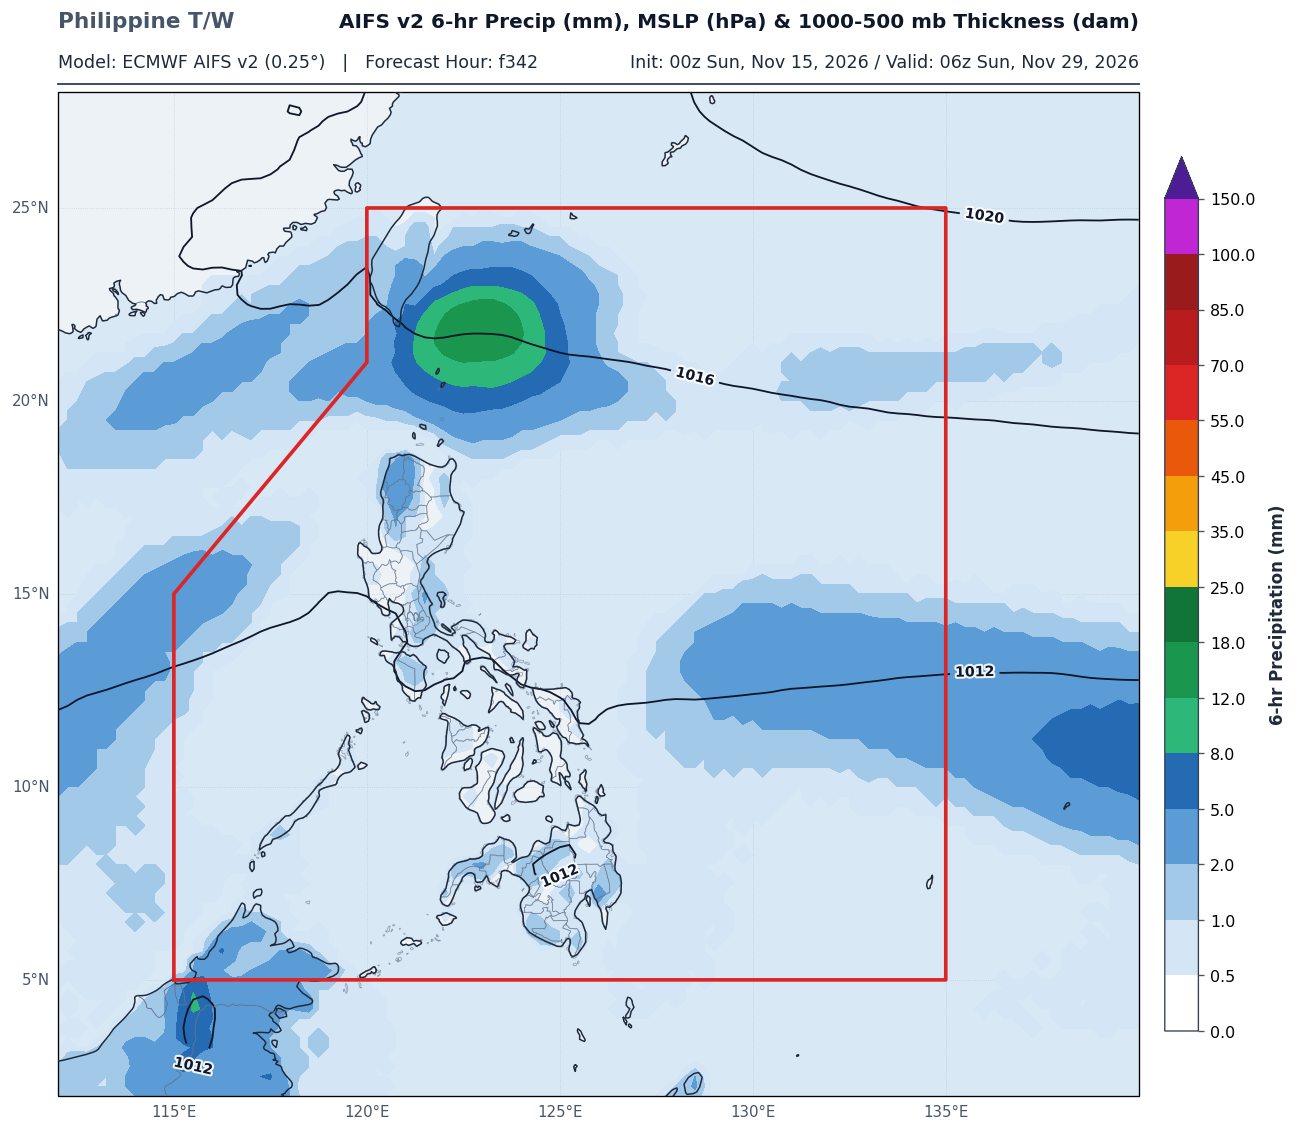 Philippine T/W
AIFS v2 6-hr Precip (mm), MSLP (hPa) & 1000-500 mb Thickness (dam)
Model: ECMWF AIFS v2 (0.25°)   |   Forecast Hour: f342
Init: 00z Sun, Nov 15, 2026 / Valid: 06z Sun, Nov 29, 2026
25°N
20°N
15°N
10°N
5°N
115°E
120°E
125°E
130°E
135°E
1020
1016
1012
1012
1012
150.0
100.0
85.0
70.0
55.0
45.0
35.0
25.0
18.0
12.0
8.0
5.0
2.0
1.0
0.5
0.0
6-hr Precipitation (mm)